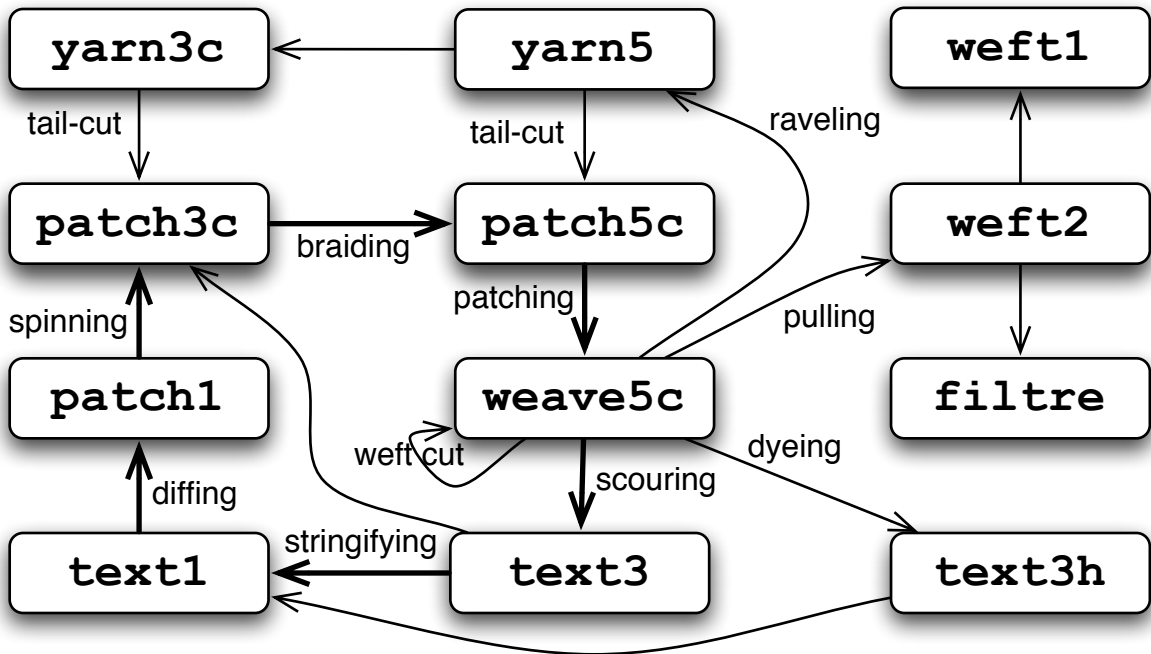 yarn3c
yarn5
weft1
tail-cut
tail-cut
raveling
patch3c
braiding
patch5c
weft2
spinning
patching
pulling
patch1
weave5c
filtre
weft cut
dyeing
diffing
scouring
stringifying
text1
text3
text3h